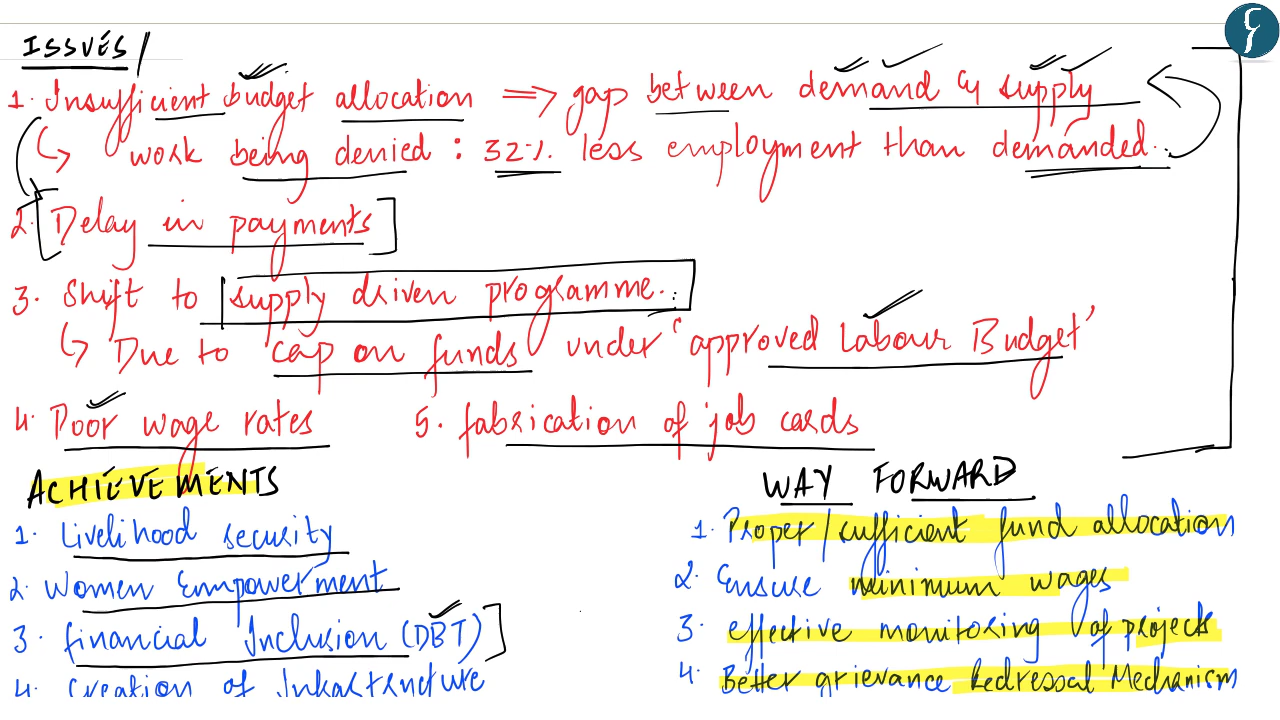 ISSUES/
1. Insufficient budget allocation ⇒ gap between demand & supply
↳ work being denied : 32% less employment than demanded..
2. [Delay in payments]
3. Shift to supply driven programme..
↳ Due to cap on funds under 'approved Labour Budget'
4. Poor wage rates 5. fabrication of job cards
ACHIEVEMENTS
1. Livelihood security
2. Women Empowerment
3. financial Inclusion (DBT)]
4. Creation of Infrastructure
WAY FORWARD
1. Proper/sufficient fund allocation
2. Ensure minimum wages
3. effective monitoring of projects
4. Better grievance Redressal Mechanism